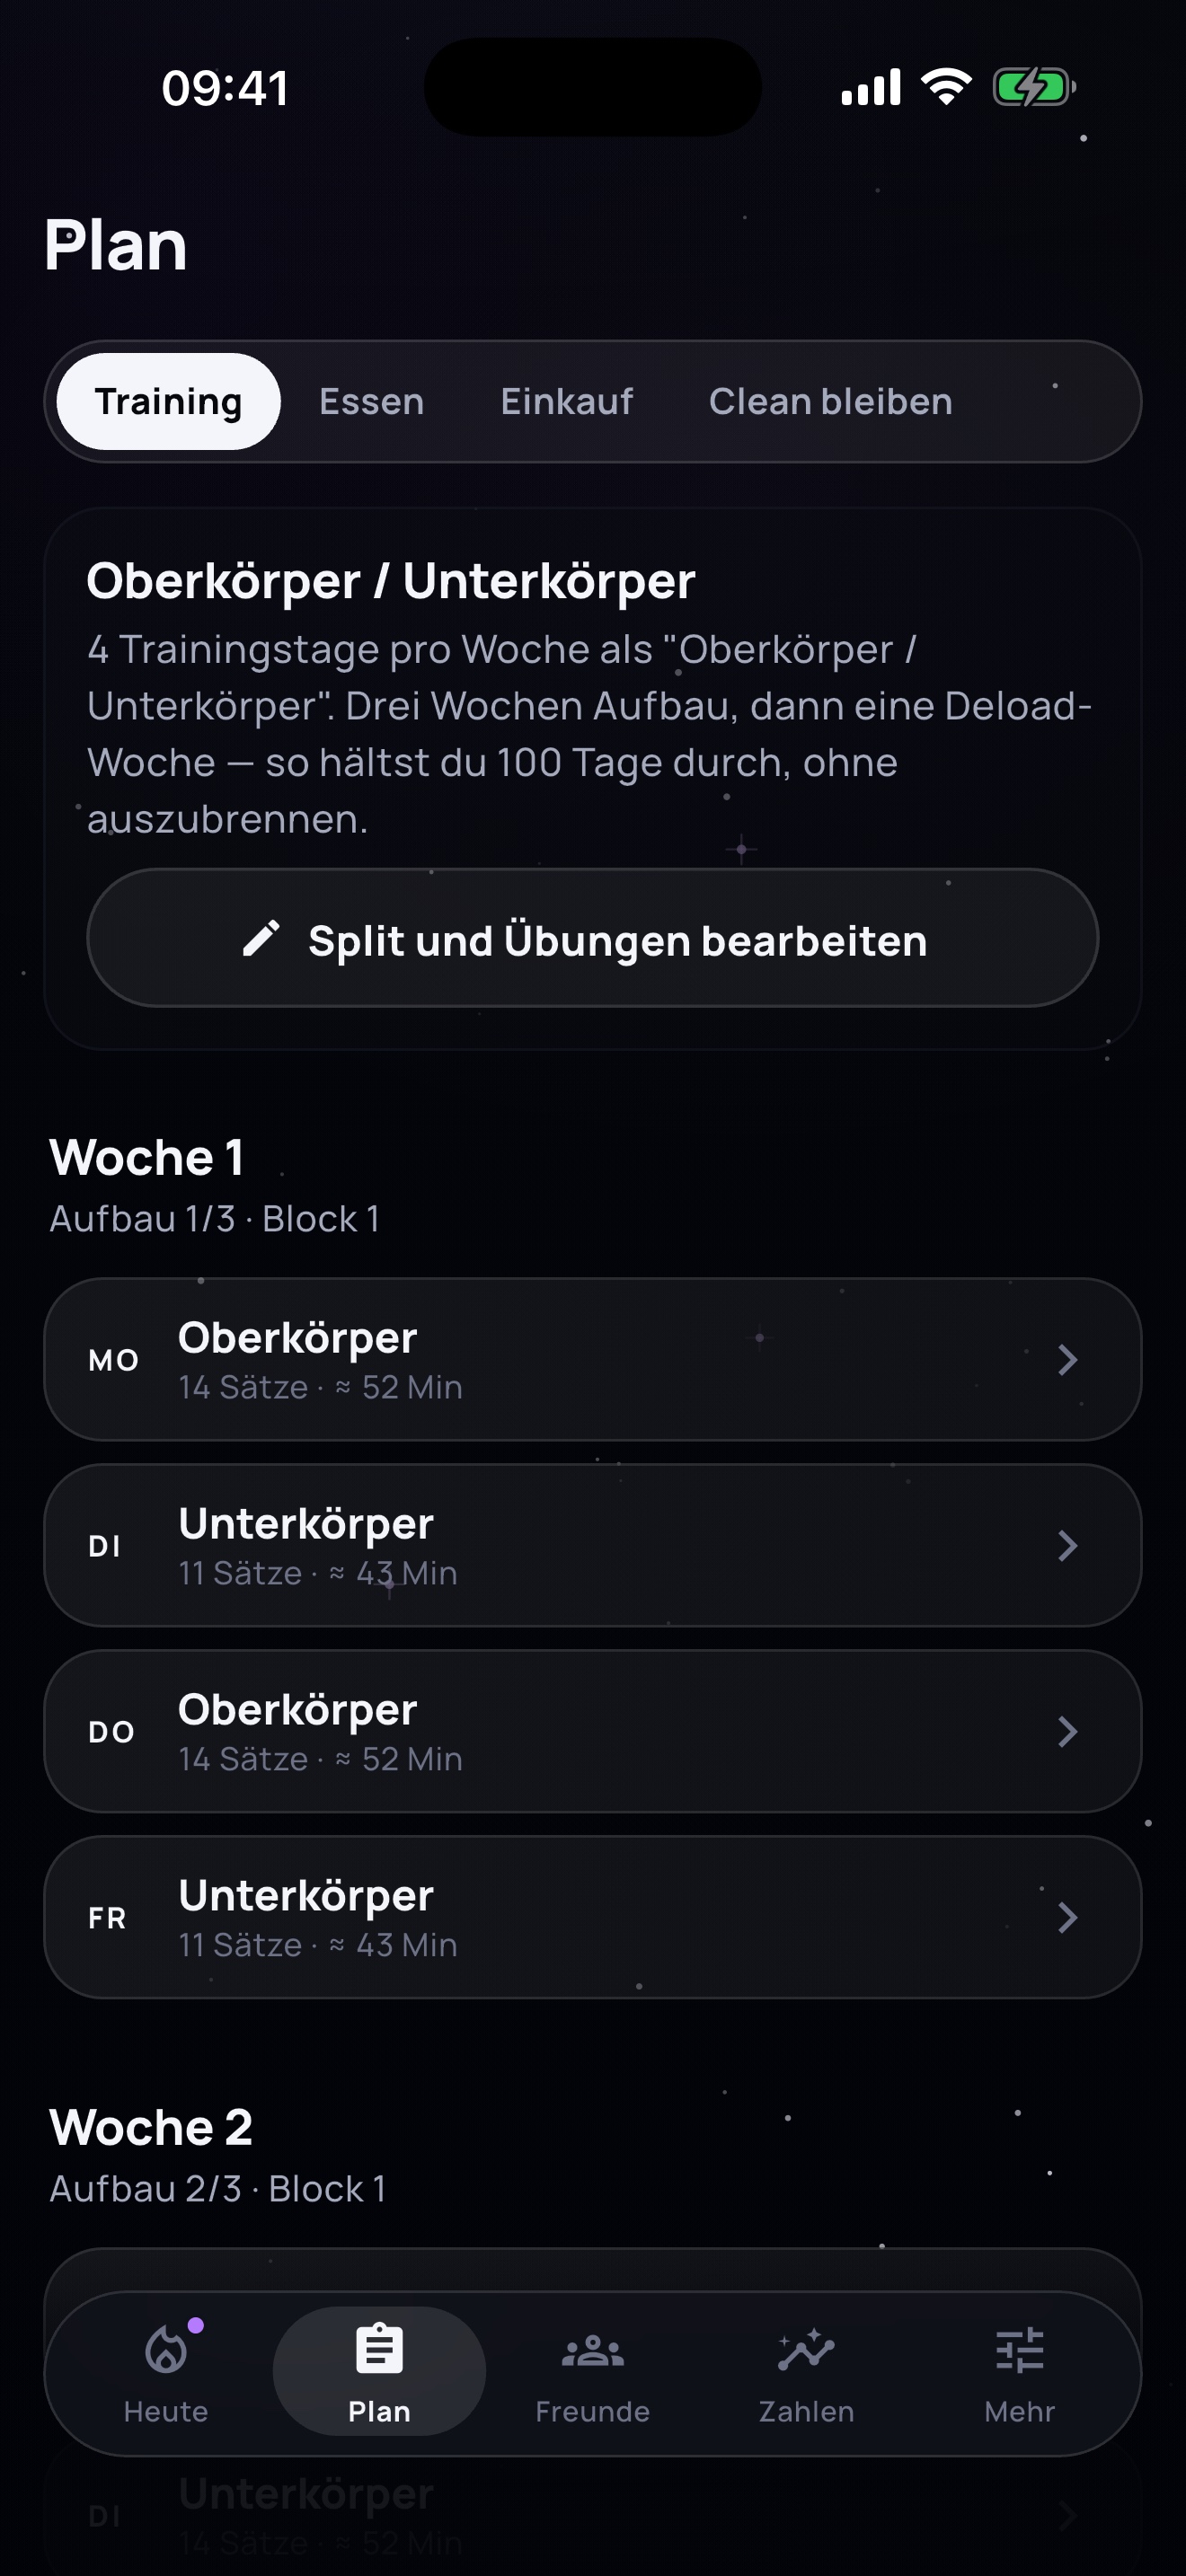 09:41
Plan
Training Essen Einkauf Clean bleiben
Oberkörper / Unterkörper
4 Trainingstage pro Woche als "Oberkörper /
Unterkörper". Drei Wochen Aufbau, dann eine Deload-
Woche — so hältst du 100 Tage durch, ohne
auszubrennen.
Split und Übungen bearbeiten
Woche 1
Aufbau 1/3 · Block 1
MO
Oberkörper
14 Sätze · ≈ 52 Min
DI
Unterkörper
11 Sätze · ≈ 43 Min
DO
Oberkörper
14 Sätze · ≈ 52 Min
FR
Unterkörper
11 Sätze · ≈ 43 Min
Woche 2
Aufbau 2/3 · Block 1
Heute Plan Freunde Zahlen Mehr
DI
Unterkörper
14 Sätze · ≈ 52 Min